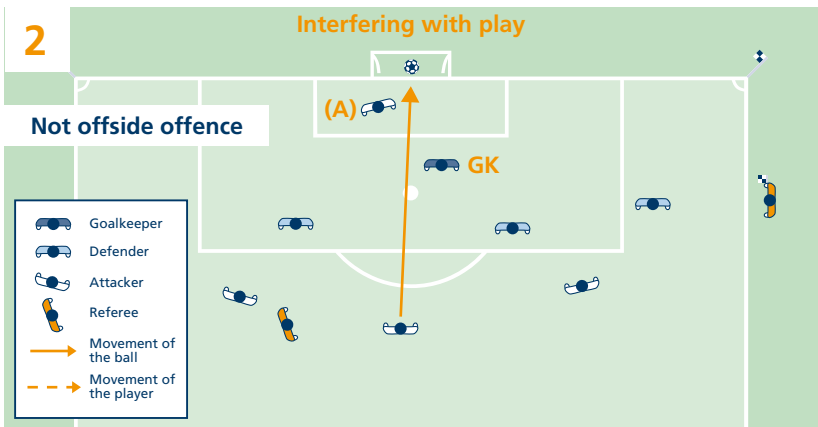 2
Interfering with play
(A)
Not offside offence
GK
Goalkeeper
Defender
Attacker
Referee
Movement of
the ball
Movement of
the player